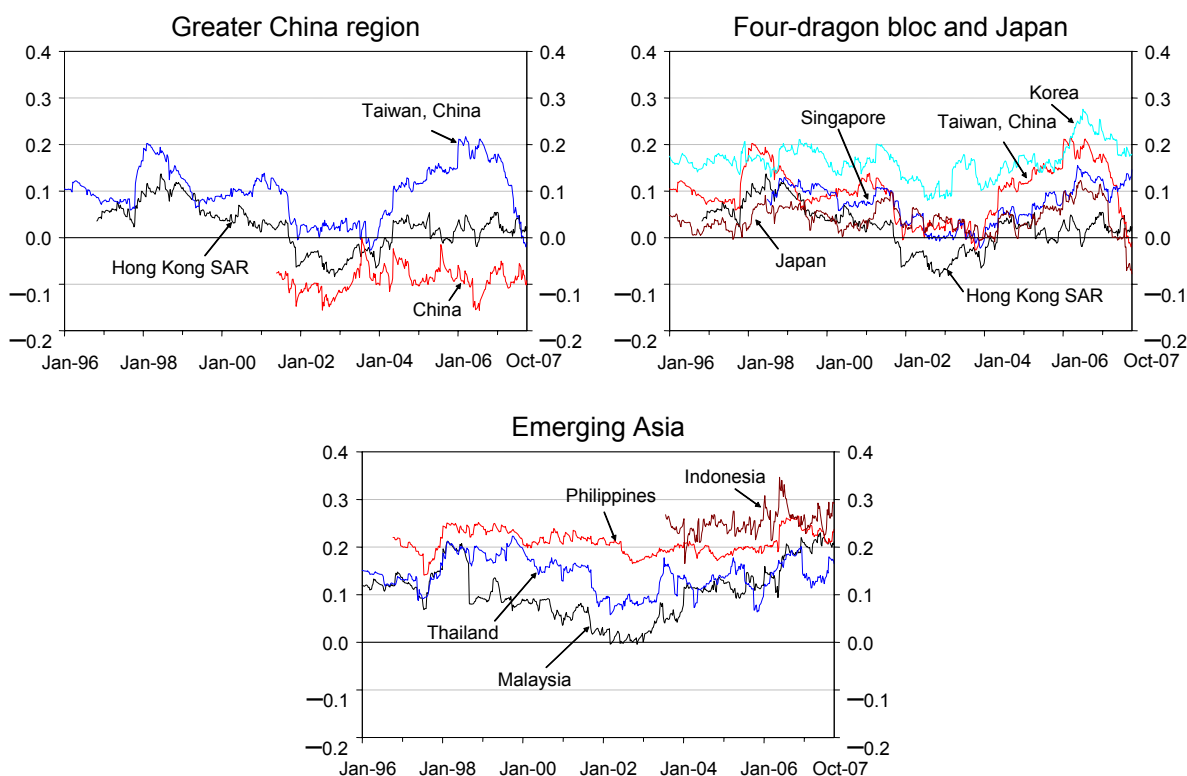 Greater China region
0.4 0.4
0.3 0.3
Taiwan, China
0.2 0.2
0.1 0.1
0.0 0.0
Hong Kong SAR
China
−0.1 −0.1
−0.2 −0.2
Jan-96 Jan-98 Jan-00 Jan-02 Jan-04 Jan-06 Oct-07
Four-dragon bloc and Japan
0.4 0.4
Korea
0.3 0.3
Singapore
Taiwan, China
0.2 0.2
0.1 0.1
0.0 0.0
Japan
Hong Kong SAR
−0.1 −0.1
−0.2 −0.2
Jan-96 Jan-98 Jan-00 Jan-02 Jan-04 Jan-06 Oct-07
Emerging Asia
0.4 0.4
Indonesia
Philippines
0.3 0.3
0.2 0.2
0.1 0.1
Thailand
0.0 0.0
Malaysia
−0.1 −0.1
−0.2 −0.2
Jan-96 Jan-98 Jan-00 Jan-02 Jan-04 Jan-06 Oct-07